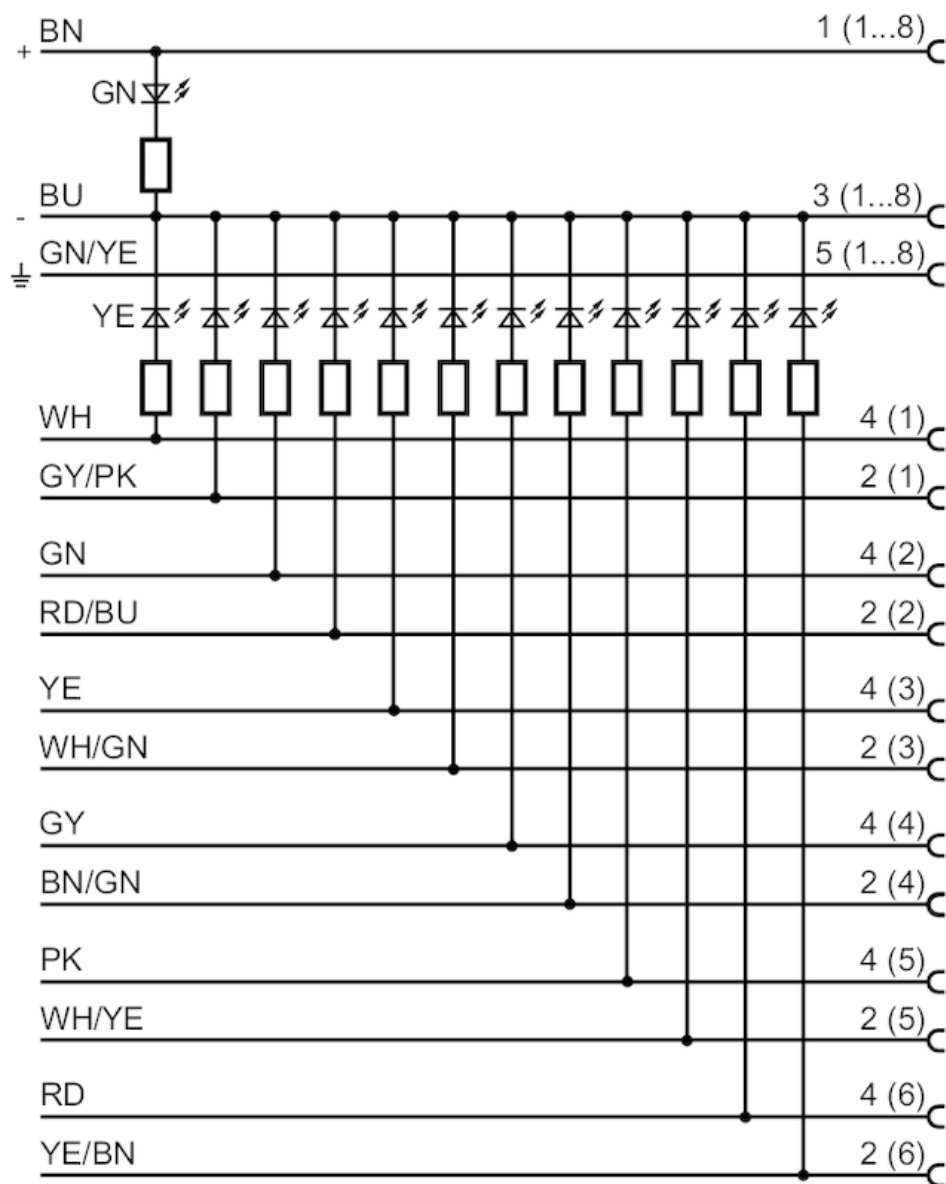 BN 1 (1...8)
+
GN
BU 3 (1...8)
-
GN/YE 5 (1...8)
YE
WH 4 (1)
GY/PK 2 (1)
GN 4 (2)
RD/BU 2 (2)
YE 4 (3)
WH/GN 2 (3)
GY 4 (4)
BN/GN 2 (4)
PK 4 (5)
WH/YE 2 (5)
RD 4 (6)
YE/BN 2 (6)